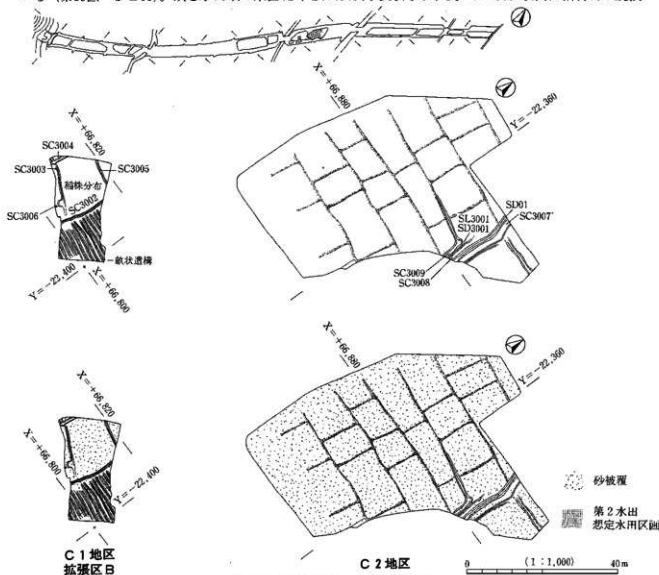 X=+66,880
Y=-22,360
X=+66,820
SC3004
SC3003
SC3005
稲株分布
SC3002
SC3006
畝状遺構
Y=-22,400
X=+66,800
SL3001
SD3001
SD01
SC3007
SC3009
SC3008
X=+66,880
Y=-22,360
X=+66,820
X=+66,800
Y=-22,400
砂被覆
第2水田
想定水田区画
C1地区
拡張区B
C2地区
0 (1:1,000) 40m